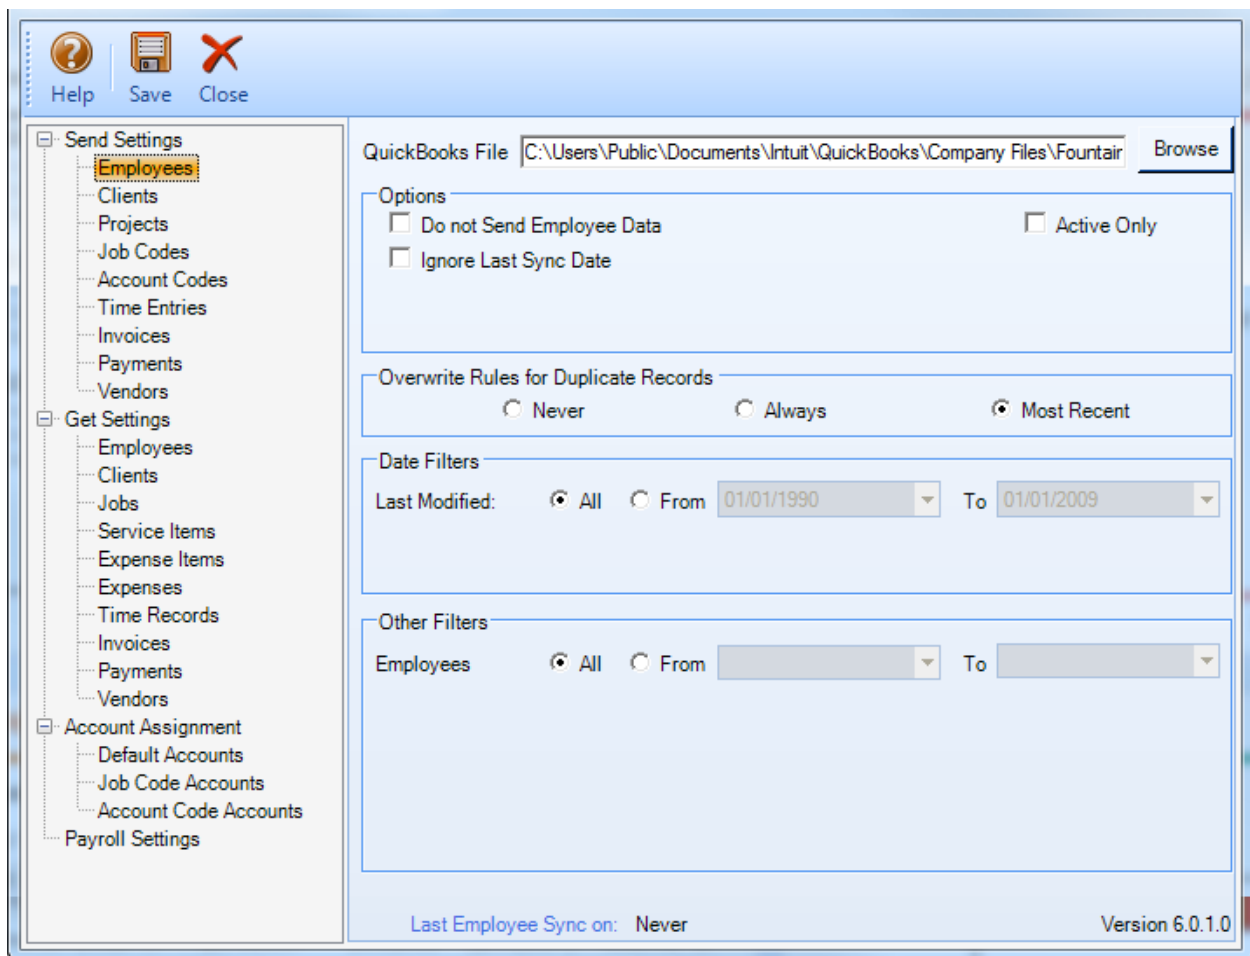 Help Save Close
Send Settings
Employees
Clients
Projects
Job Codes
Account Codes
Time Entries
Invoices
Payments
Vendors
Get Settings
Employees
Clients
Jobs
Service Items
Expense Items
Expenses
Time Records
Invoices
Payments
Vendors
Account Assignment
Default Accounts
Job Code Accounts
Account Code Accounts
Payroll Settings
QuickBooks File C:\Users\Public\Documents\Intuit\QuickBooks\Company Files\Fountair Browse
Options
Do not Send Employee Data Active Only
Ignore Last Sync Date
Overwrite Rules for Duplicate Records
Never Always Most Recent
Date Filters
Last Modified: All From 01/01/1990 To 01/01/2009
Other Filters
Employees All From To
Last Employee Sync on: Never Version 6.0.1.0